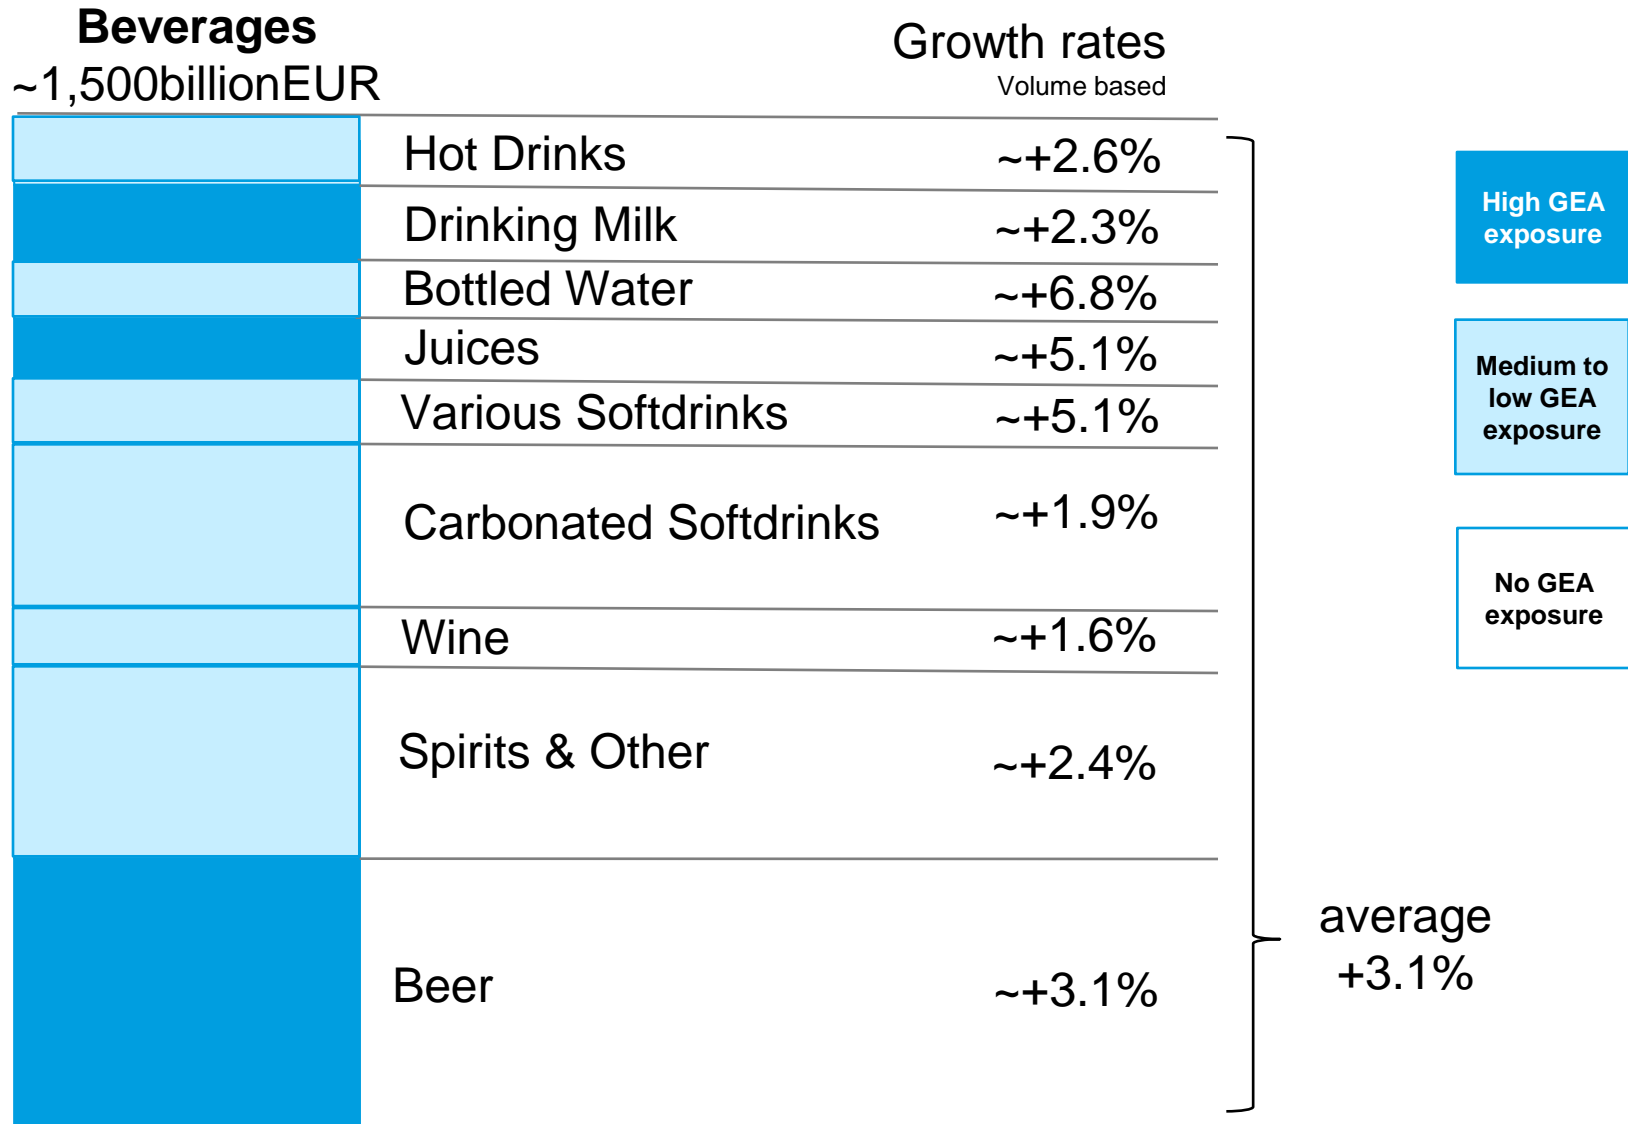 Beverages
~1,500billionEUR
Growth rates
Volume based
Hot Drinks ~+2.6%
Drinking Milk ~+2.3%
Bottled Water ~+6.8%
Juices ~+5.1%
Various Softdrinks ~+5.1%
Carbonated Softdrinks ~+1.9%
Wine ~+1.6%
Spirits & Other ~+2.4%
Beer ~+3.1%
average
+3.1%
High GEA
exposure
Medium to
low GEA
exposure
No GEA
exposure